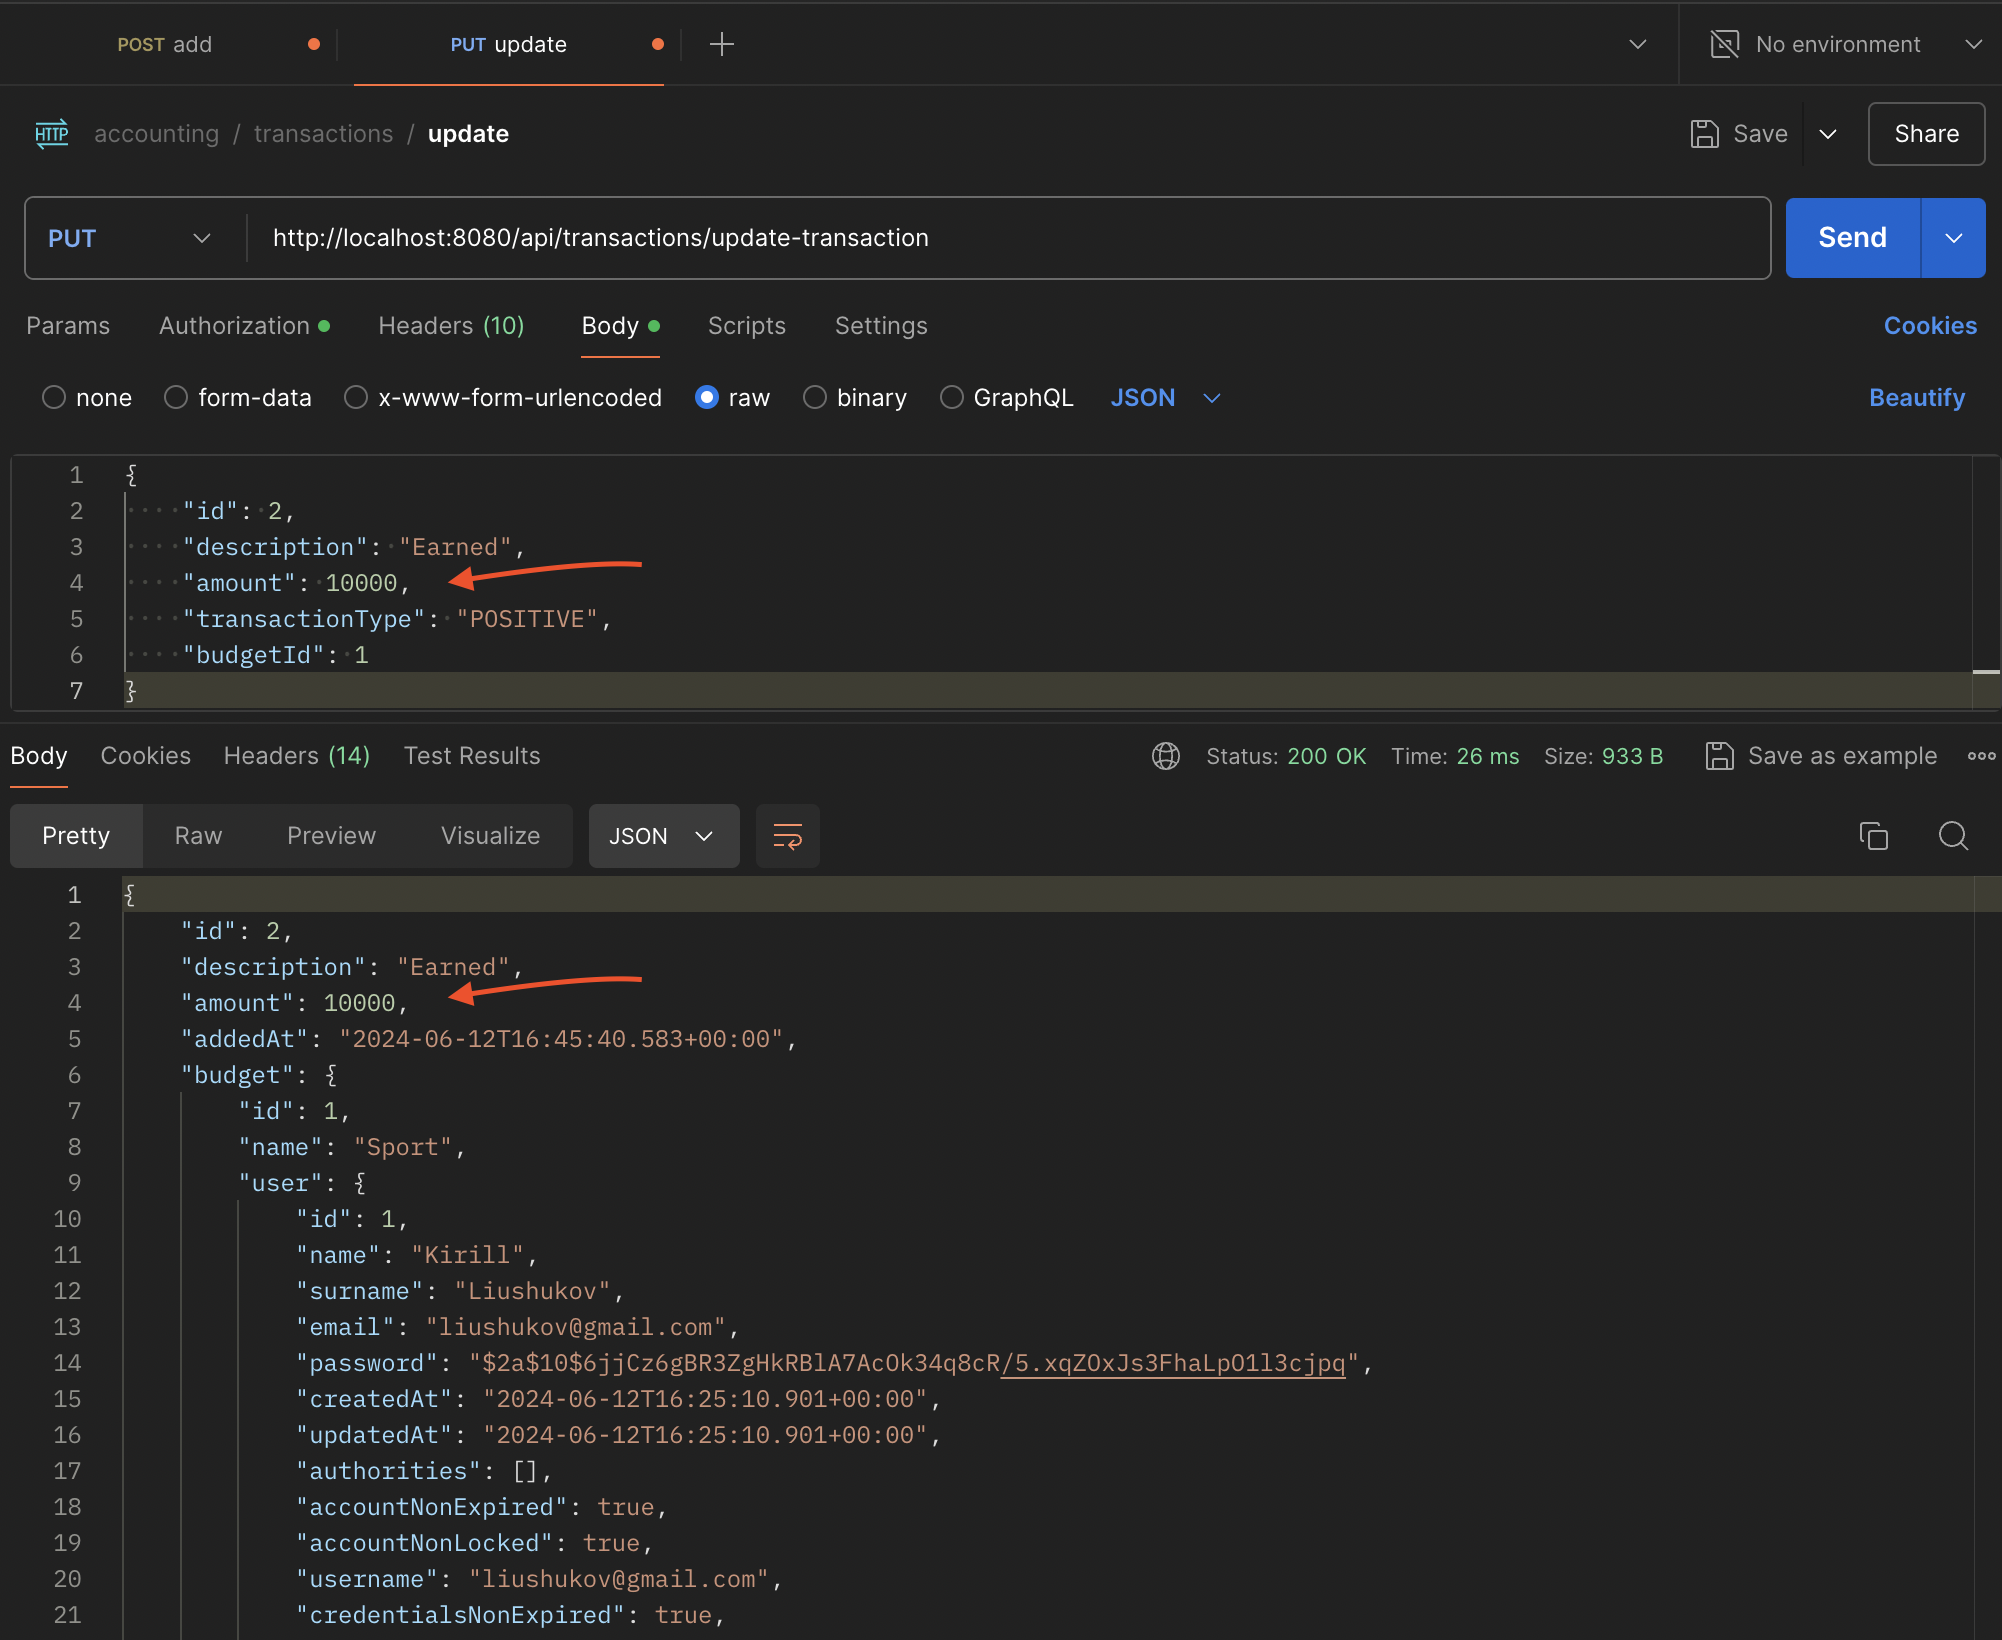 POST add
PUT update
No environment
HTTP accounting / transactions / update
Save
Share
PUT
http://localhost:8080/api/transactions/update-transaction
Send
Params
Authorization
Headers (10)
Body
Scripts
Settings
Cookies
none
form-data
x-www-form-urlencoded
raw
binary
GraphQL
JSON
Beautify
1 {
2 "id": 2,
3 "description": "Earned",
4 "amount": 10000,
5 "transactionType": "POSITIVE",
6 "budgetId": 1
7 }
Body
Cookies
Headers (14)
Test Results
Status: 200 OK
Time: 26 ms
Size: 933 B
Save as example
Pretty
Raw
Preview
Visualize
JSON
1 {
2 "id": 2,
3 "description": "Earned",
4 "amount": 10000,
5 "addedAt": "2024-06-12T16:45:40.583+00:00",
6 "budget": {
7 "id": 1,
8 "name": "Sport",
9 "user": {
10 "id": 1,
11 "name": "Kirill",
12 "surname": "Liushukov",
13 "email": "liushukov@gmail.com",
14 "password": "$2a$10$6jjCz6gBR3ZgHkRBlA7AcOk34q8cR/5.xqZOxJs3FhaLpO1l3cjpq",
15 "createdAt": "2024-06-12T16:25:10.901+00:00",
16 "updatedAt": "2024-06-12T16:25:10.901+00:00",
17 "authorities": [],
18 "accountNonExpired": true,
19 "accountNonLocked": true,
20 "username": "liushukov@gmail.com",
21 "credentialsNonExpired": true,